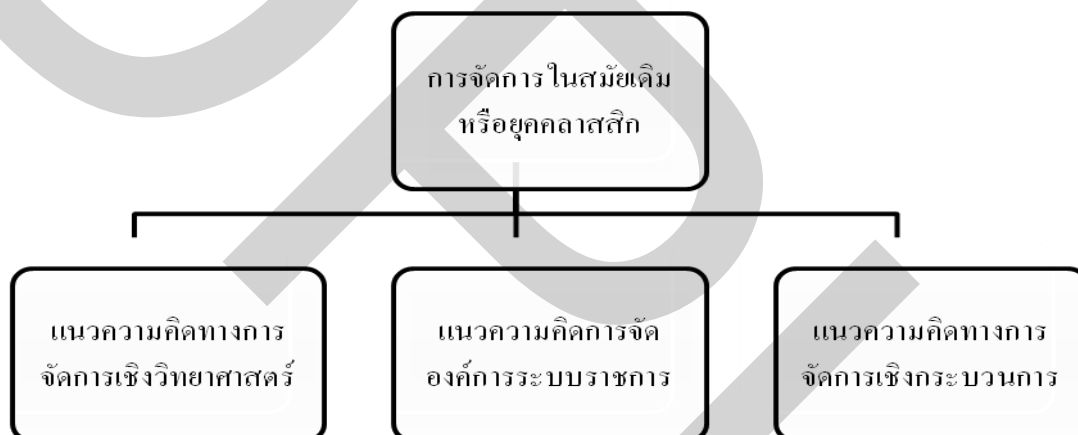 การจัดการในสมัยเดิม
หรือยุคคลาสสิก
แนวความคิดทางการ
จัดการเชิงวิทยาศาสตร์
แนวความคิดการจัด
องค์การระบบราชการ
แนวความคิดทางการ
จัดการเชิงกระบวนการ